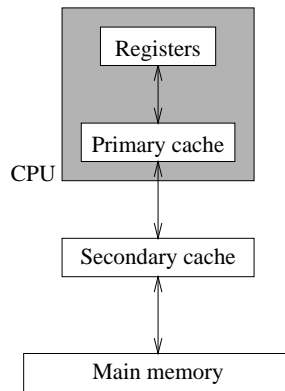 Registers
Primary cache
CPU
Secondary cache
Main memory